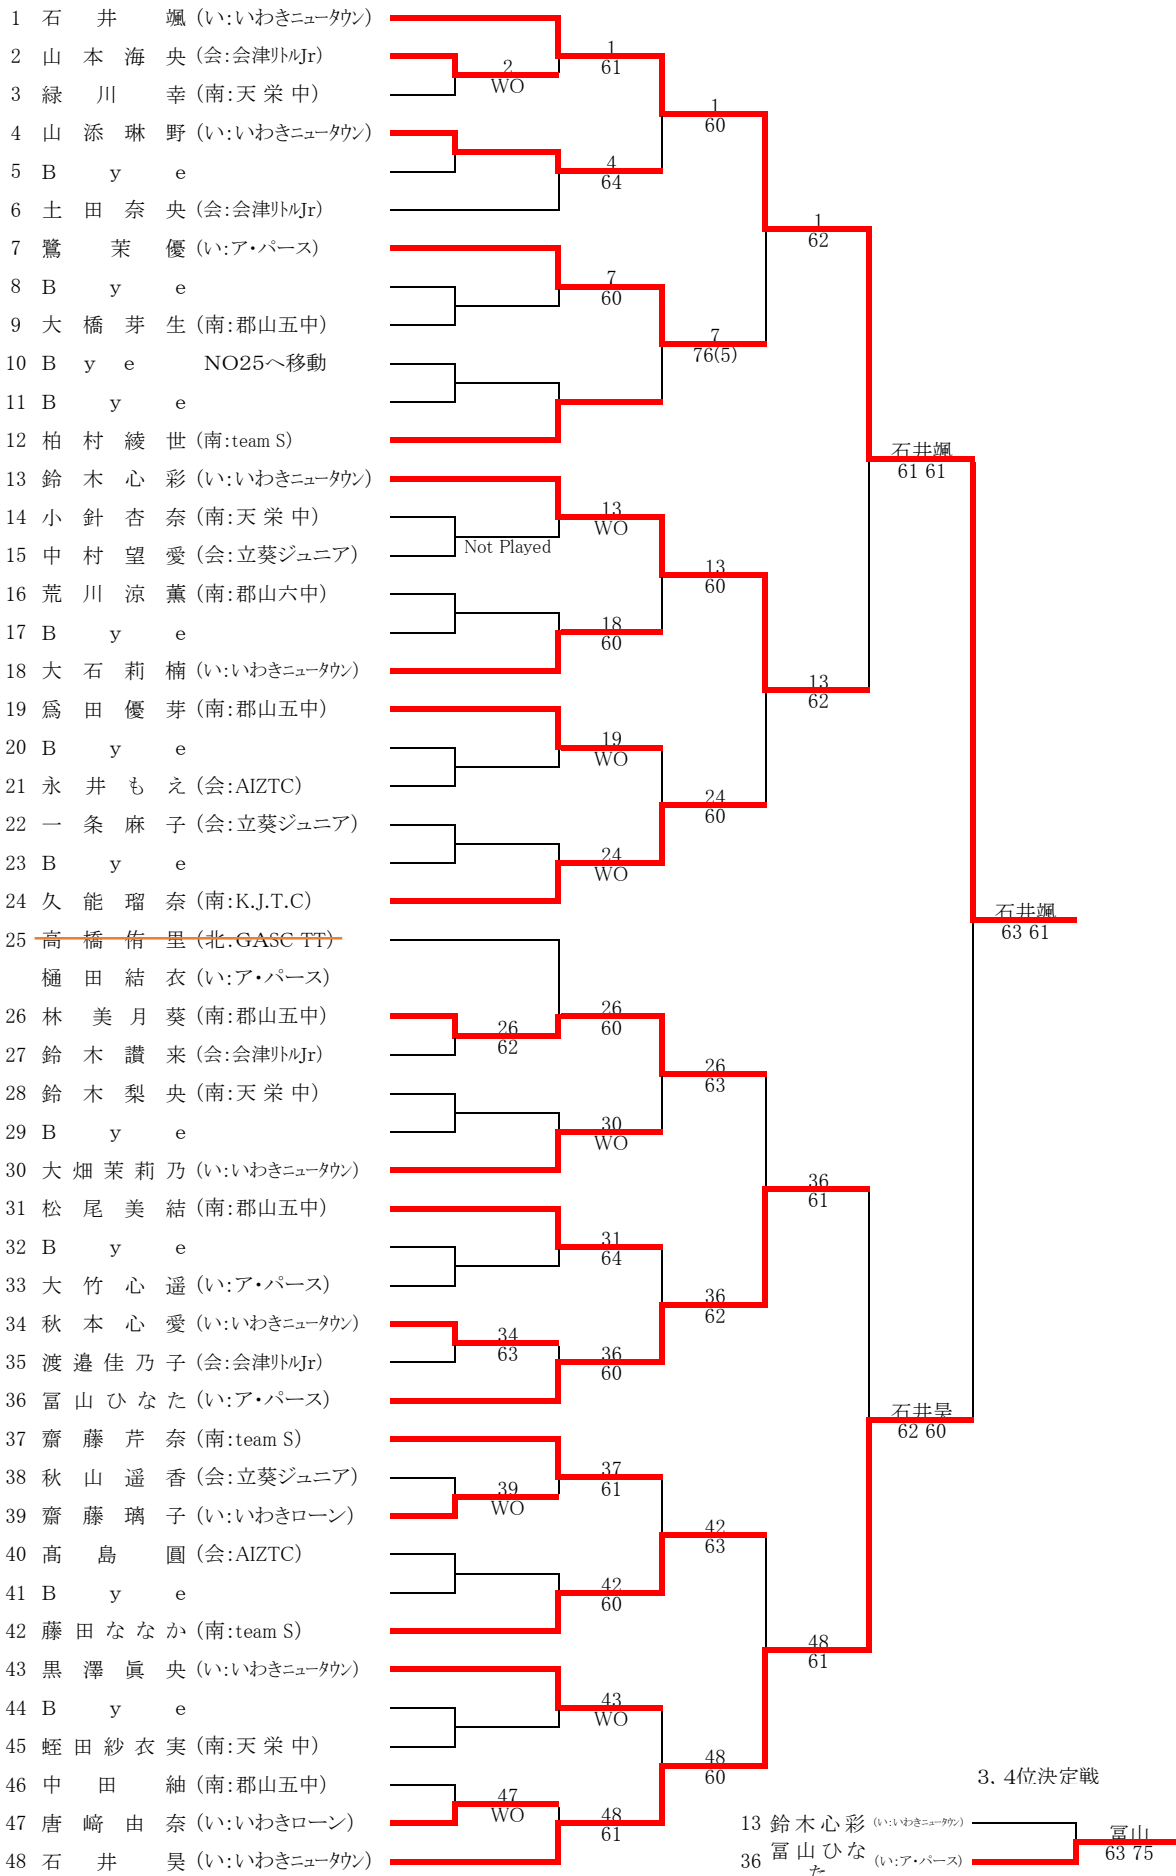 1 石井颯 (い:いわきニュータウン)
2 山本海央 (会:会津リトルJr)
3 緑川幸 (南:天栄中)
4 山添琳野 (い:いわきニュータウン)
5 Bye
6 土田奈央 (会:会津リトルJr)
7 鷺茉優 (い:ア・パース)
8 Bye
9 大橋芽生 (南:郡山五中)
10 Bye NO25へ移動
11 Bye
12 柏村綾世 (南:team S)
13 鈴木心彩 (い:いわきニュータウン)
14 小針杏奈 (南:天栄中)
15 中村望愛 (会:立葵ジュニア)
16 荒川涼薫 (南:郡山六中)
17 Bye
18 大石莉楠 (い:いわきニュータウン)
19 爲田優芽 (南:郡山五中)
20 Bye
21 永井もえ (会:AIZTC)
22 一条麻子 (会:立葵ジュニア)
23 Bye
24 久能瑠奈 (南:K.J.T.C)
25 高橋侑里 (北:GASC TT)
樋田結衣 (い:ア・パース)
26 林美月葵 (南:郡山五中)
27 鈴木讃来 (会:会津リトルJr)
28 鈴木梨央 (南:天栄中)
29 Bye
30 大畑茉莉乃 (い:いわきニュータウン)
31 松尾美結 (南:郡山五中)
32 Bye
33 大竹心遥 (い:ア・パース)
34 秋本心愛 (い:いわきニュータウン)
35 渡邉佳乃子 (会:会津リトルJr)
36 冨山ひなた (い:ア・パース)
37 齋藤芹奈 (南:team S)
38 秋山遥香 (会:立葵ジュニア)
39 齋藤璃子 (い:いわきローン)
40 髙島圓 (会:AIZTC)
41 Bye
42 藤田ななか (南:team S)
43 黒澤眞央 (い:いわきニュータウン)
44 Bye
45 蛭田紗衣実 (南:天栄中)
46 中田紬 (南:郡山五中)
47 唐﨑由奈 (い:いわきローン)
48 石井昊 (い:いわきニュータウン)
2
WO
Not Played
26
62
34
63
39
WO
47
WO
1
61
4
64
7
60
13
WO
18
60
19
WO
24
WO
26
60
30
WO
31
64
36
60
37
61
42
60
43
WO
48
61
1
60
7
76(5)
13
60
24
60
26
63
36
62
42
63
48
60
1
62
13
62
36
61
48
61
石井颯
61 61
石井昊
62 60
石井颯
63 61
3，4位決定戦
13 鈴木心彩 (い:いわきニュータウン)
36 冨山ひなた (い:ア・パース)
冨山
63 75